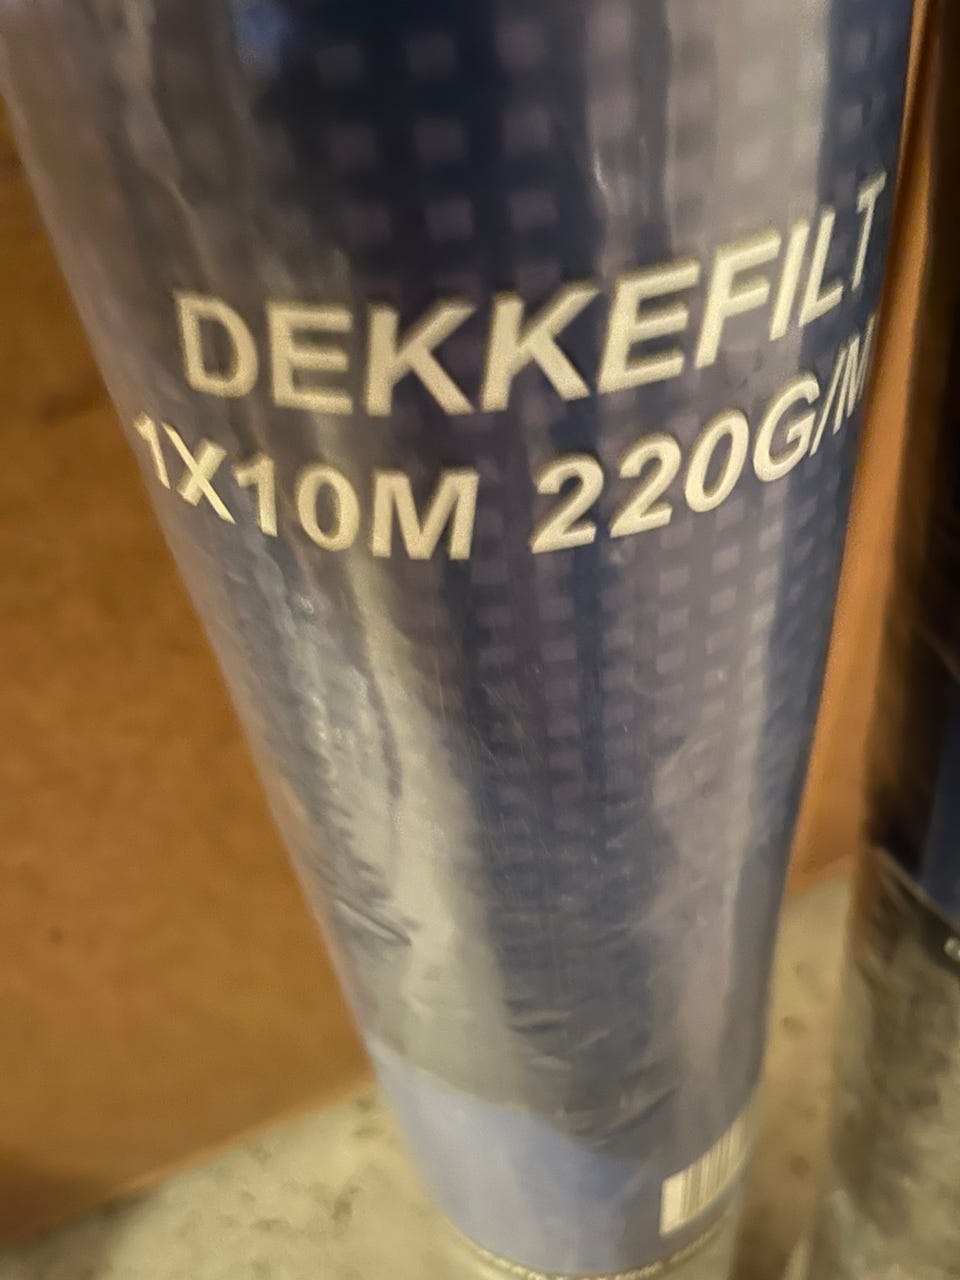 DEKKEFILT
1X10M 220G/M